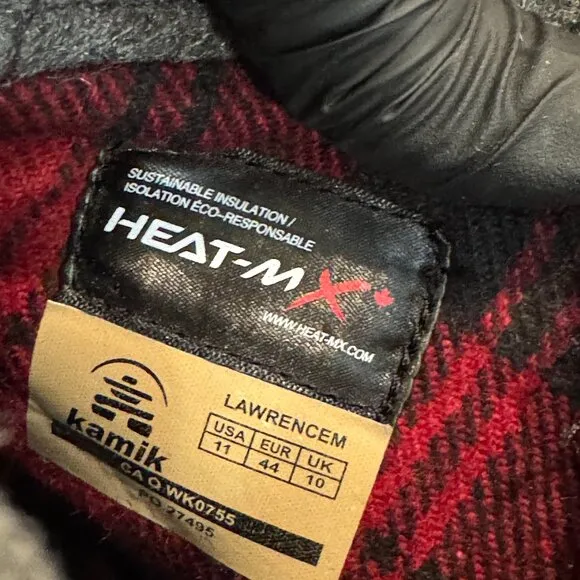 SUSTAINABLE INSULATION /
ISOLATION ÉCO-RESPONSABLE
HEAT-MX
WWW.HEAT-MX.COM
kamik
LAWRENCEM
USA EUR UK
11 44 10
CA Q WK0755
PO 27495